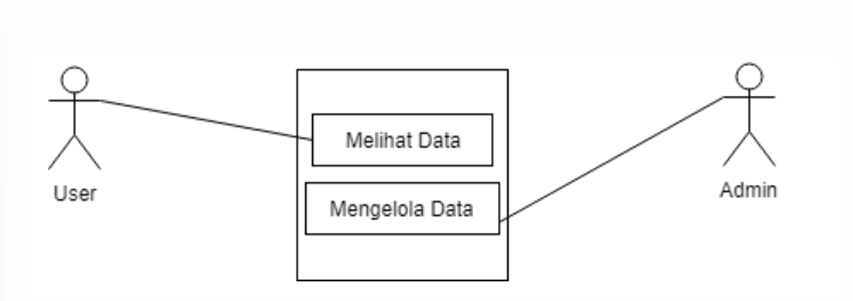 Melihat Data
Mengelola Data
User
Admin